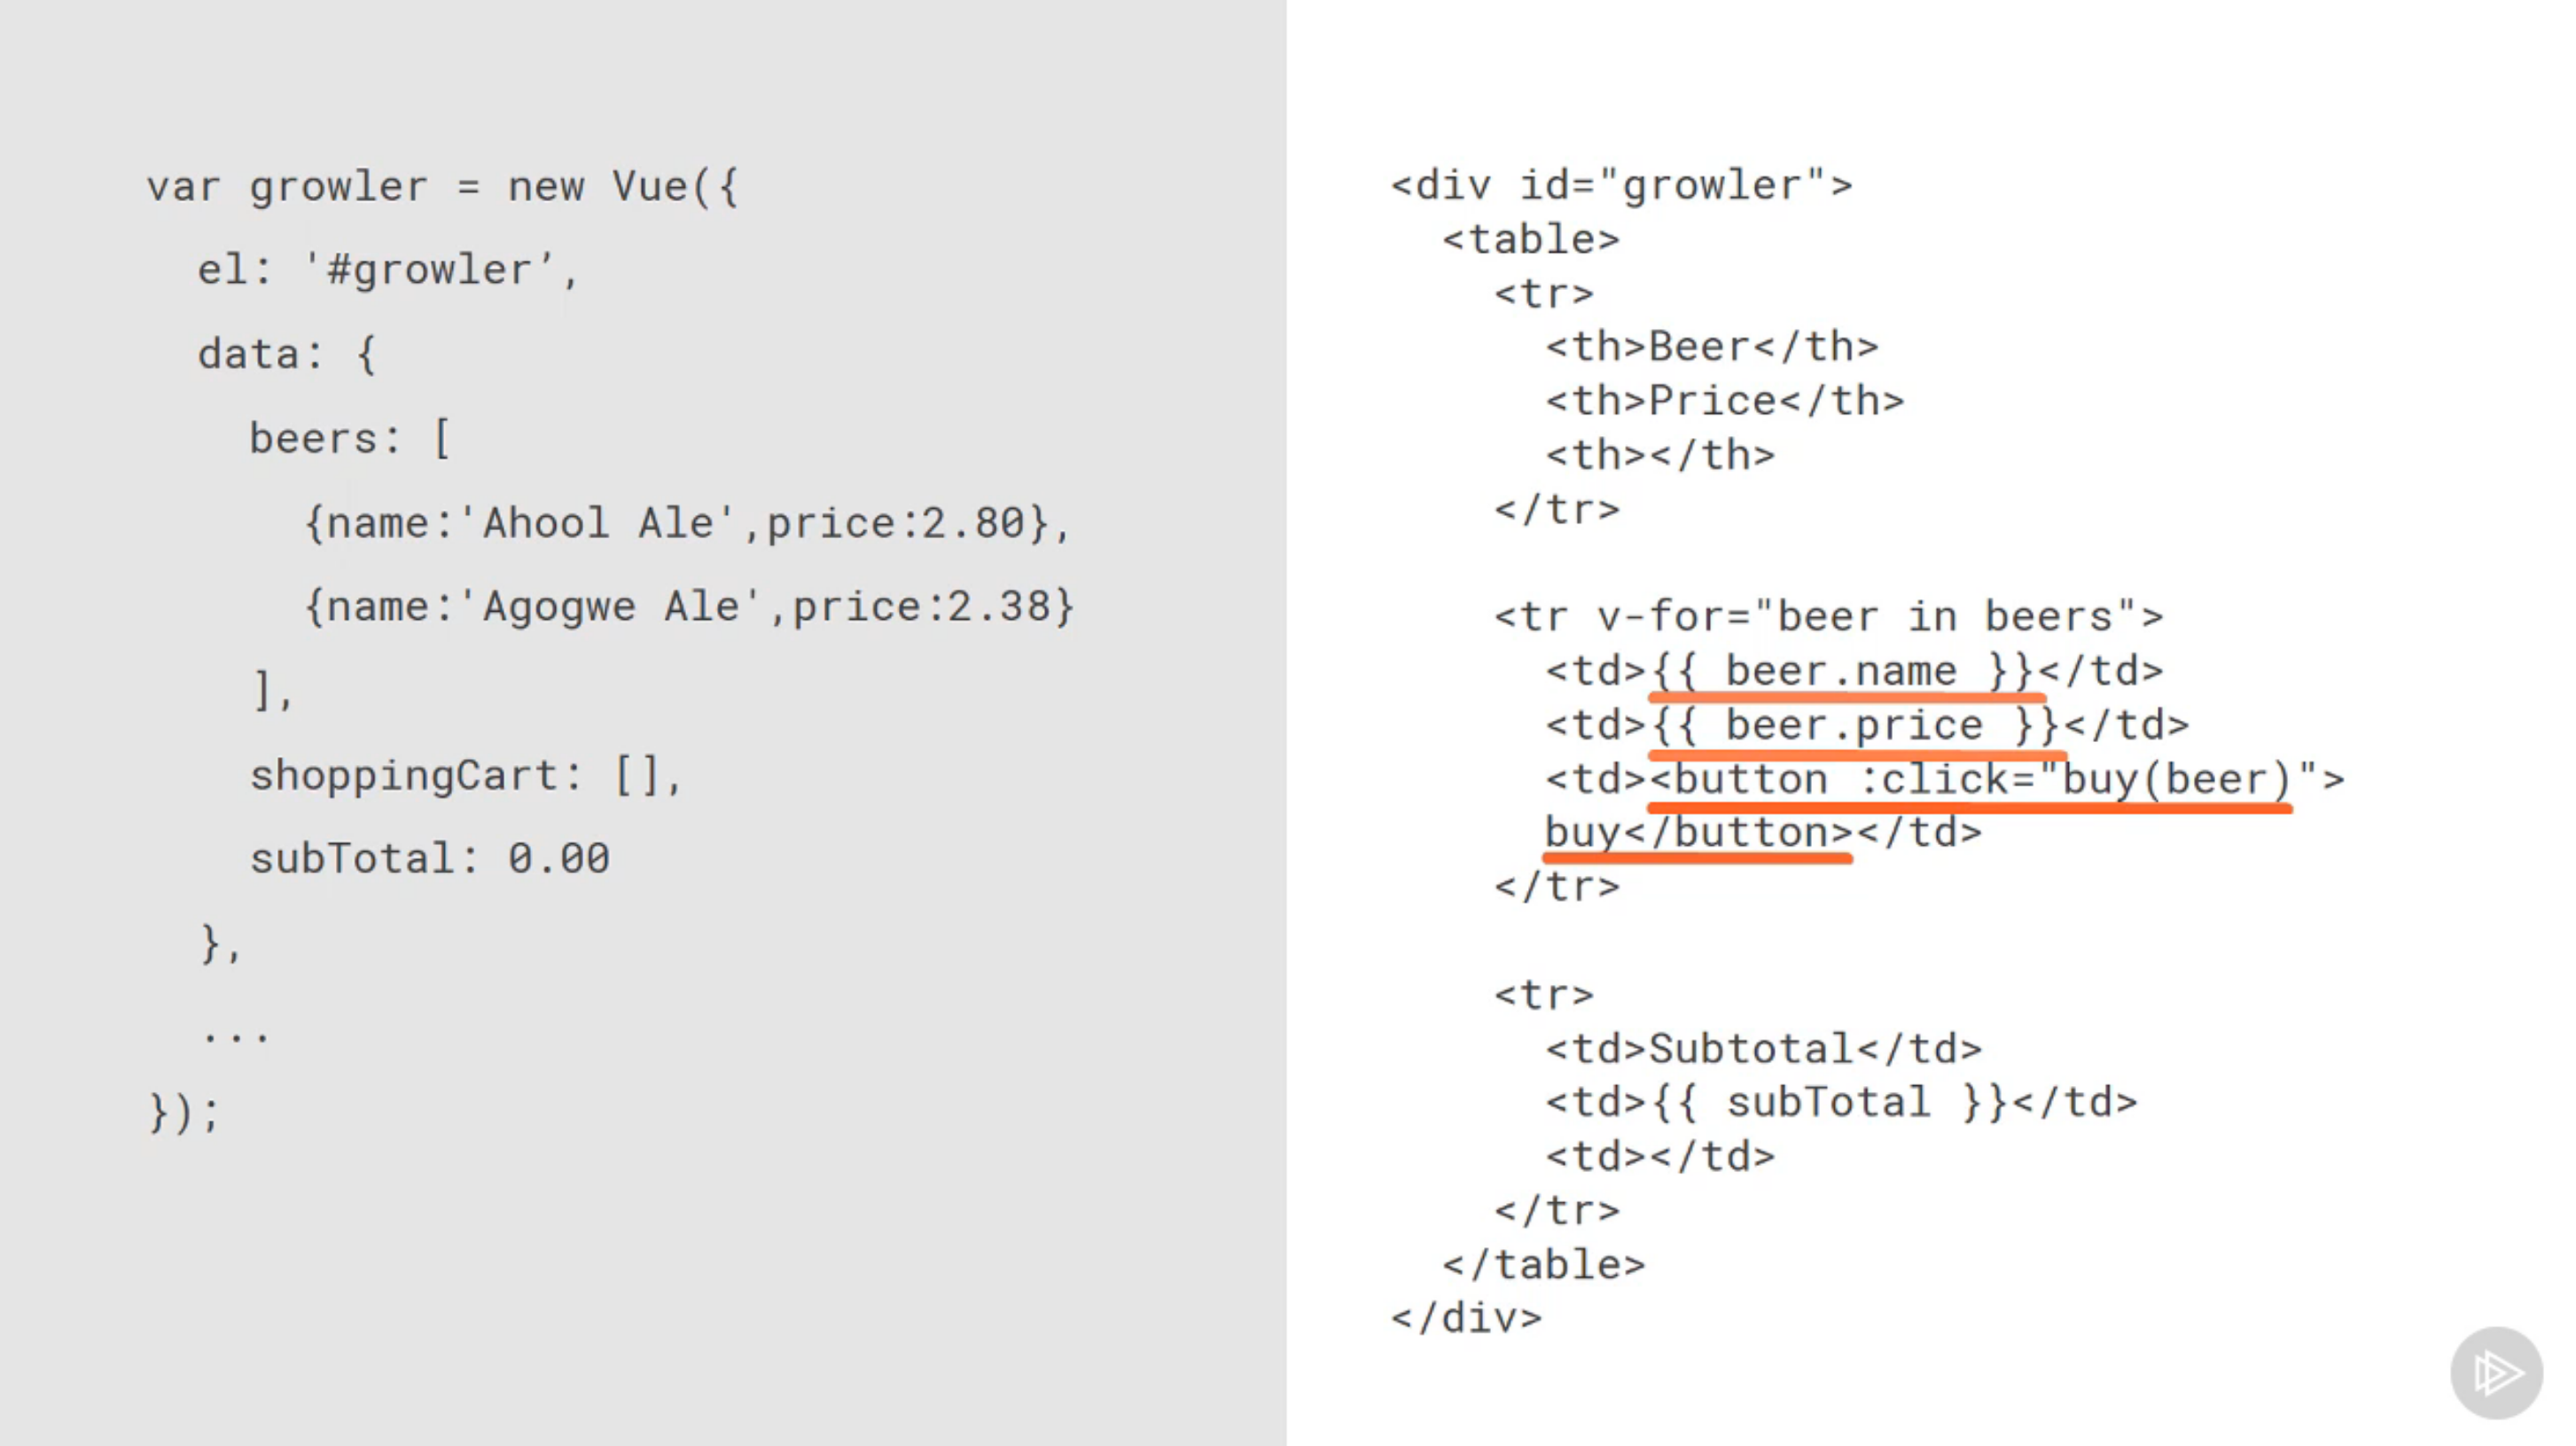 var growler = new Vue({
el: '#growler’,
data: {
beers: [
{name:'Ahool Ale',price:2.80},
{name:'Agogwe Ale',price:2.38}
],
shoppingCart: [],
subTotal: 0.00
},
...
});
<div id="growler">
<table>
<tr>
<th>Beer</th>
<th>Price</th>
<th></th>
</tr>
<tr v-for="beer in beers">
<td>{{ beer.name }}</td>
<td>{{ beer.price }}</td>
<td><button :click="buy(beer)">
buy</button></td>
</tr>
<tr>
<td>Subtotal</td>
<td>{{ subTotal }}</td>
<td></td>
</tr>
</table>
</div>